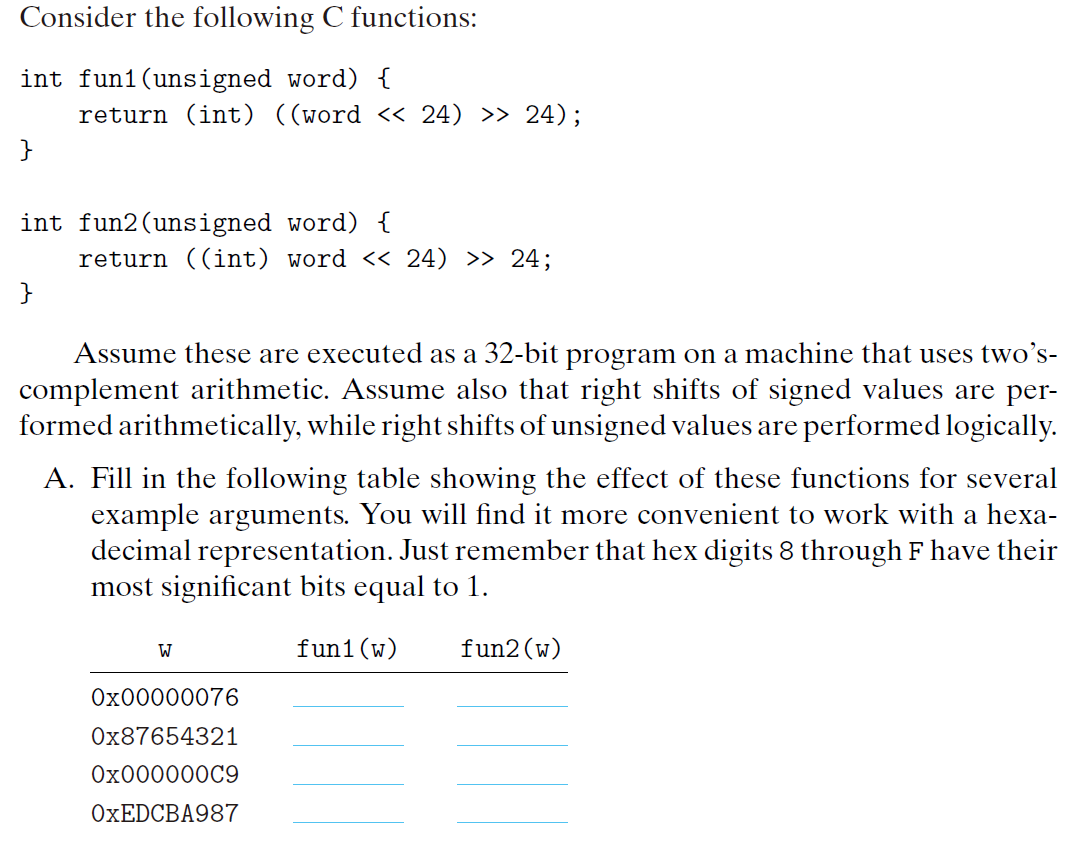 Consider the following C functions:
int fun1(unsigned word) {
    return (int) ((word << 24) >> 24);
}
int fun2(unsigned word) {
    return ((int) word << 24) >> 24;
}
Assume these are executed as a 32-bit program on a machine that uses two's-
complement arithmetic. Assume also that right shifts of signed values are per-
formed arithmetically, while right shifts of unsigned values are performed logically.
A. Fill in the following table showing the effect of these functions for several
example arguments. You will find it more convenient to work with a hexa-
decimal representation. Just remember that hex digits 8 through F have their
most significant bits equal to 1.
w fun1(w) fun2(w)
0x00000076
0x87654321
0x000000C9
0xEDCBA987